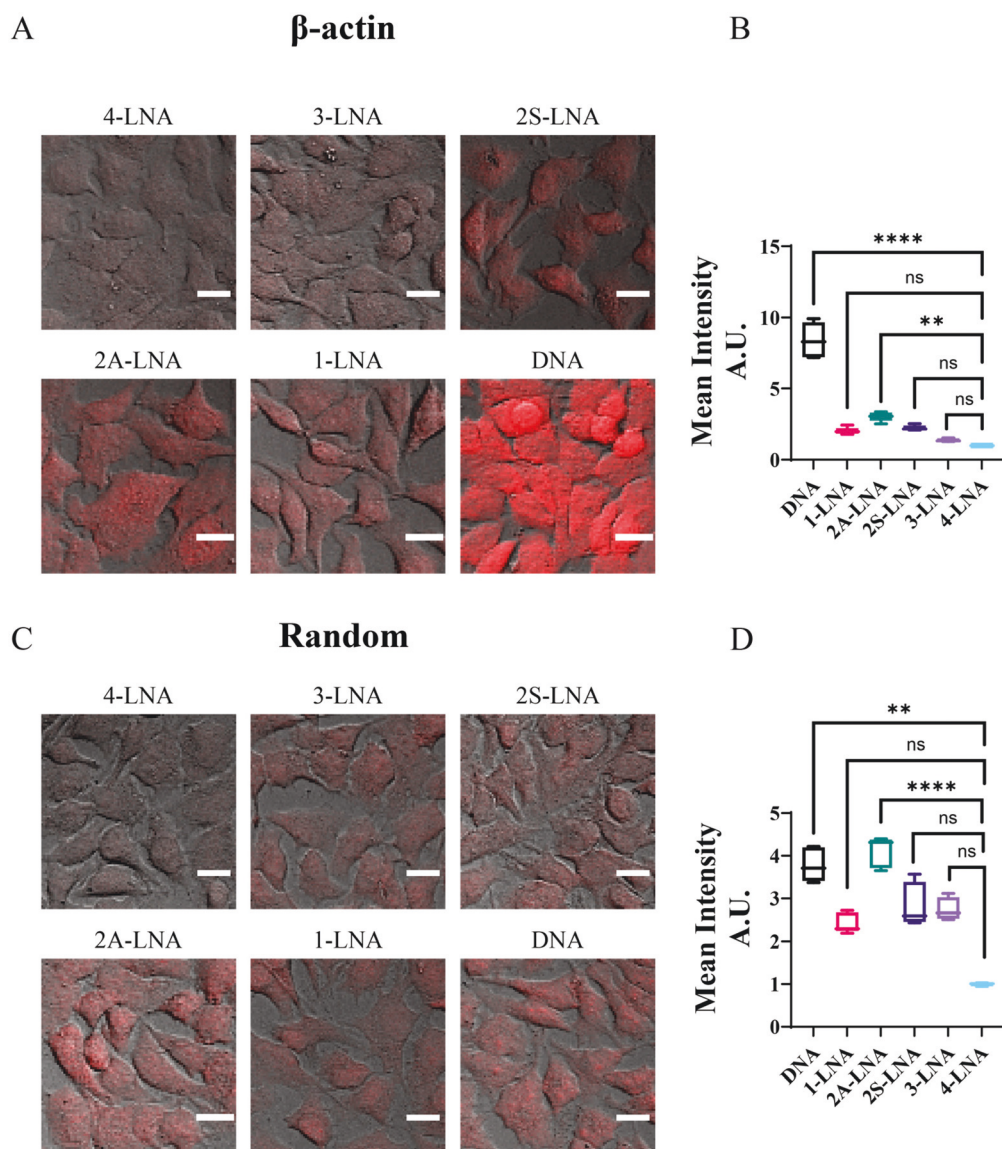 A
β-actin
4-LNA
3-LNA
2S-LNA
2A-LNA
1-LNA
DNA
B
Mean Intensity
A.U.
15
10
5
0
****
ns
**
ns
ns
DNA
1-LNA
2A-LNA
2S-LNA
3-LNA
4-LNA
C
Random
4-LNA
3-LNA
2S-LNA
2A-LNA
1-LNA
DNA
D
Mean Intensity
A.U.
5
4
3
2
1
0
**
ns
****
ns
ns
DNA
1-LNA
2A-LNA
2S-LNA
3-LNA
4-LNA